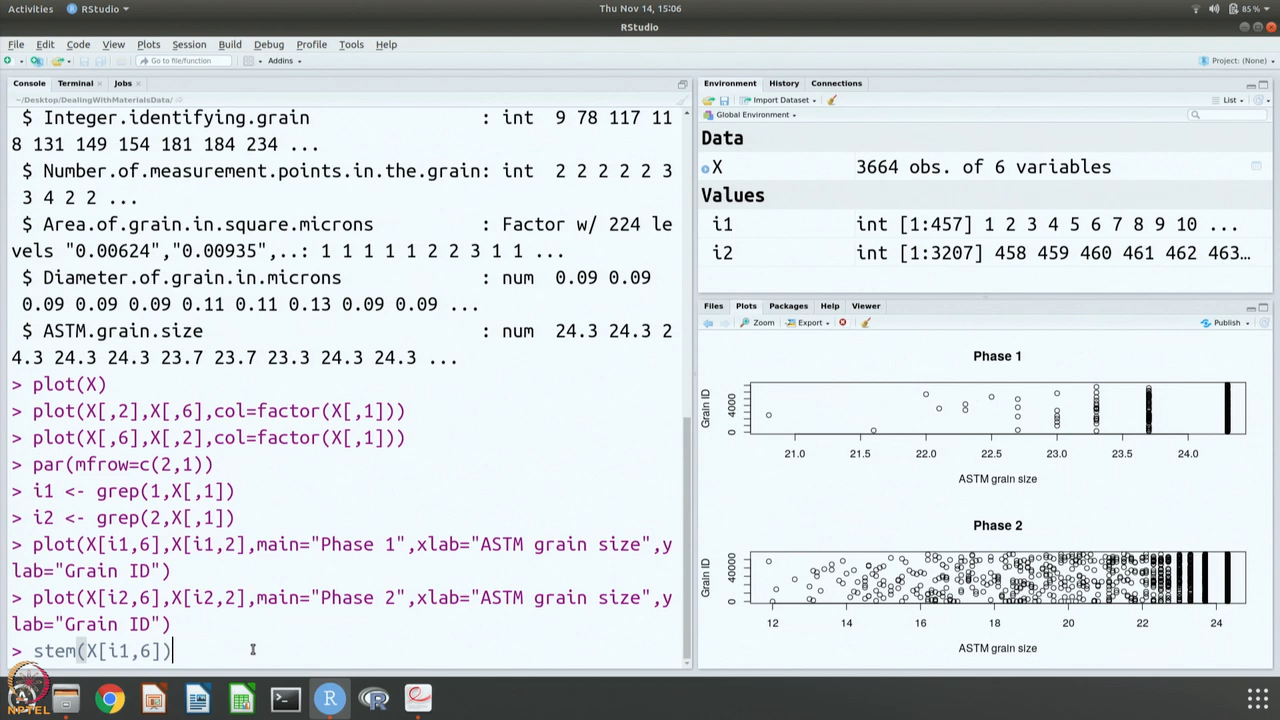 Activities RStudio Thu Nov 14, 15:06 85%
RStudio
File Edit Code View Plots Session Build Debug Profile Tools Help
Go to file/function Addins Project: (None)
Console Terminal Jobs
~/Desktop/DealingWithMaterialsData/
$ Integer.identifying.grain : int 9 78 117 11
8 131 149 154 181 184 234 ...
$ Number.of.measurement.points.in.the.grain: int 2 2 2 2 2 3
3 4 2 2 ...
$ Area.of.grain.in.square.microns : Factor w/ 224 le
vels "0.00624","0.00935",..: 1 1 1 1 1 2 2 3 1 1 ...
$ Diameter.of.grain.in.microns : num 0.09 0.09
0.09 0.09 0.09 0.11 0.11 0.13 0.09 0.09 ...
$ ASTM.grain.size : num 24.3 24.3 2
4.3 24.3 24.3 23.7 23.7 23.3 24.3 24.3 ...
> plot(X)
> plot(X[,2],X[,6],col=factor(X[,1]))
> plot(X[,6],X[,2],col=factor(X[,1]))
> par(mfrow=c(2,1))
> i1 <- grep(1,X[,1])
> i2 <- grep(2,X[,1])
> plot(X[i1,6],X[i1,2],main="Phase 1",xlab="ASTM grain size",y
lab="Grain ID")
> plot(X[i2,6],X[i2,2],main="Phase 2",xlab="ASTM grain size",y
lab="Grain ID")
> stem(X[i1,6])
Environment History Connections
Import Dataset List
Global Environment
Data
X 3664 obs. of 6 variables
Values
i1 int [1:457] 1 2 3 4 5 6 7 8 9 10 ...
i2 int [1:3207] 458 459 460 461 462 463…
Files Plots Packages Help Viewer
Zoom Export Publish
Phase 1
Grain ID
0 4000
21.0 21.5 22.0 22.5 23.0 23.5 24.0
ASTM grain size
Phase 2
Grain ID
0 40000
12 14 16 18 20 22 24
ASTM grain size
NPTEL